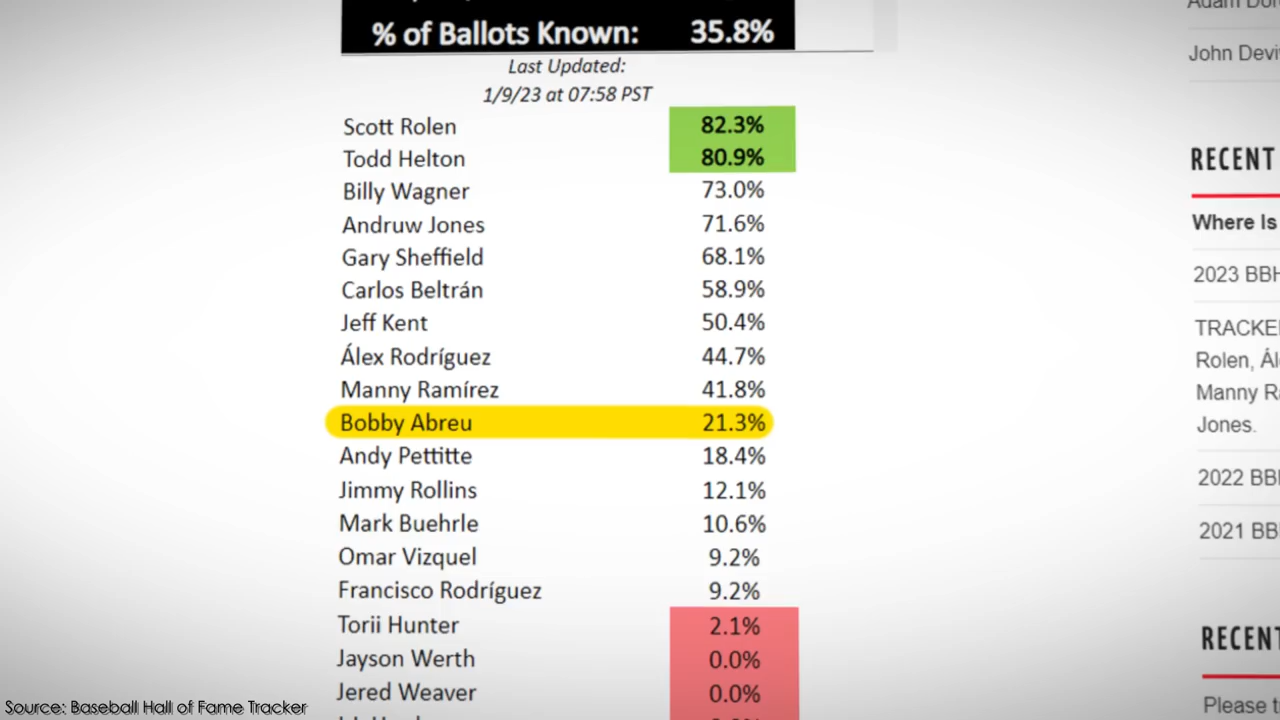 % of Ballots Known: 35.8%
Last Updated:
1/9/23 at 07:58 PST
Scott Rolen 82.3%
Todd Helton 80.9%
Billy Wagner 73.0%
Andruw Jones 71.6%
Gary Sheffield 68.1%
Carlos Beltrán 58.9%
Jeff Kent 50.4%
Álex Rodríguez 44.7%
Manny Ramírez 41.8%
Bobby Abreu 21.3%
Andy Pettitte 18.4%
Jimmy Rollins 12.1%
Mark Buehrle 10.6%
Omar Vizquel 9.2%
Francisco Rodríguez 9.2%
Torii Hunter 2.1%
Jayson Werth 0.0%
Jered Weaver 0.0%
Adam
John Devi
RECENT
Where Is
2023 BBH
TRACKE
Rolen, Ál
Manny R
Jones.
2022 BB
2021 BB
RECENT
Please t
Source: Baseball Hall of Fame Tracker